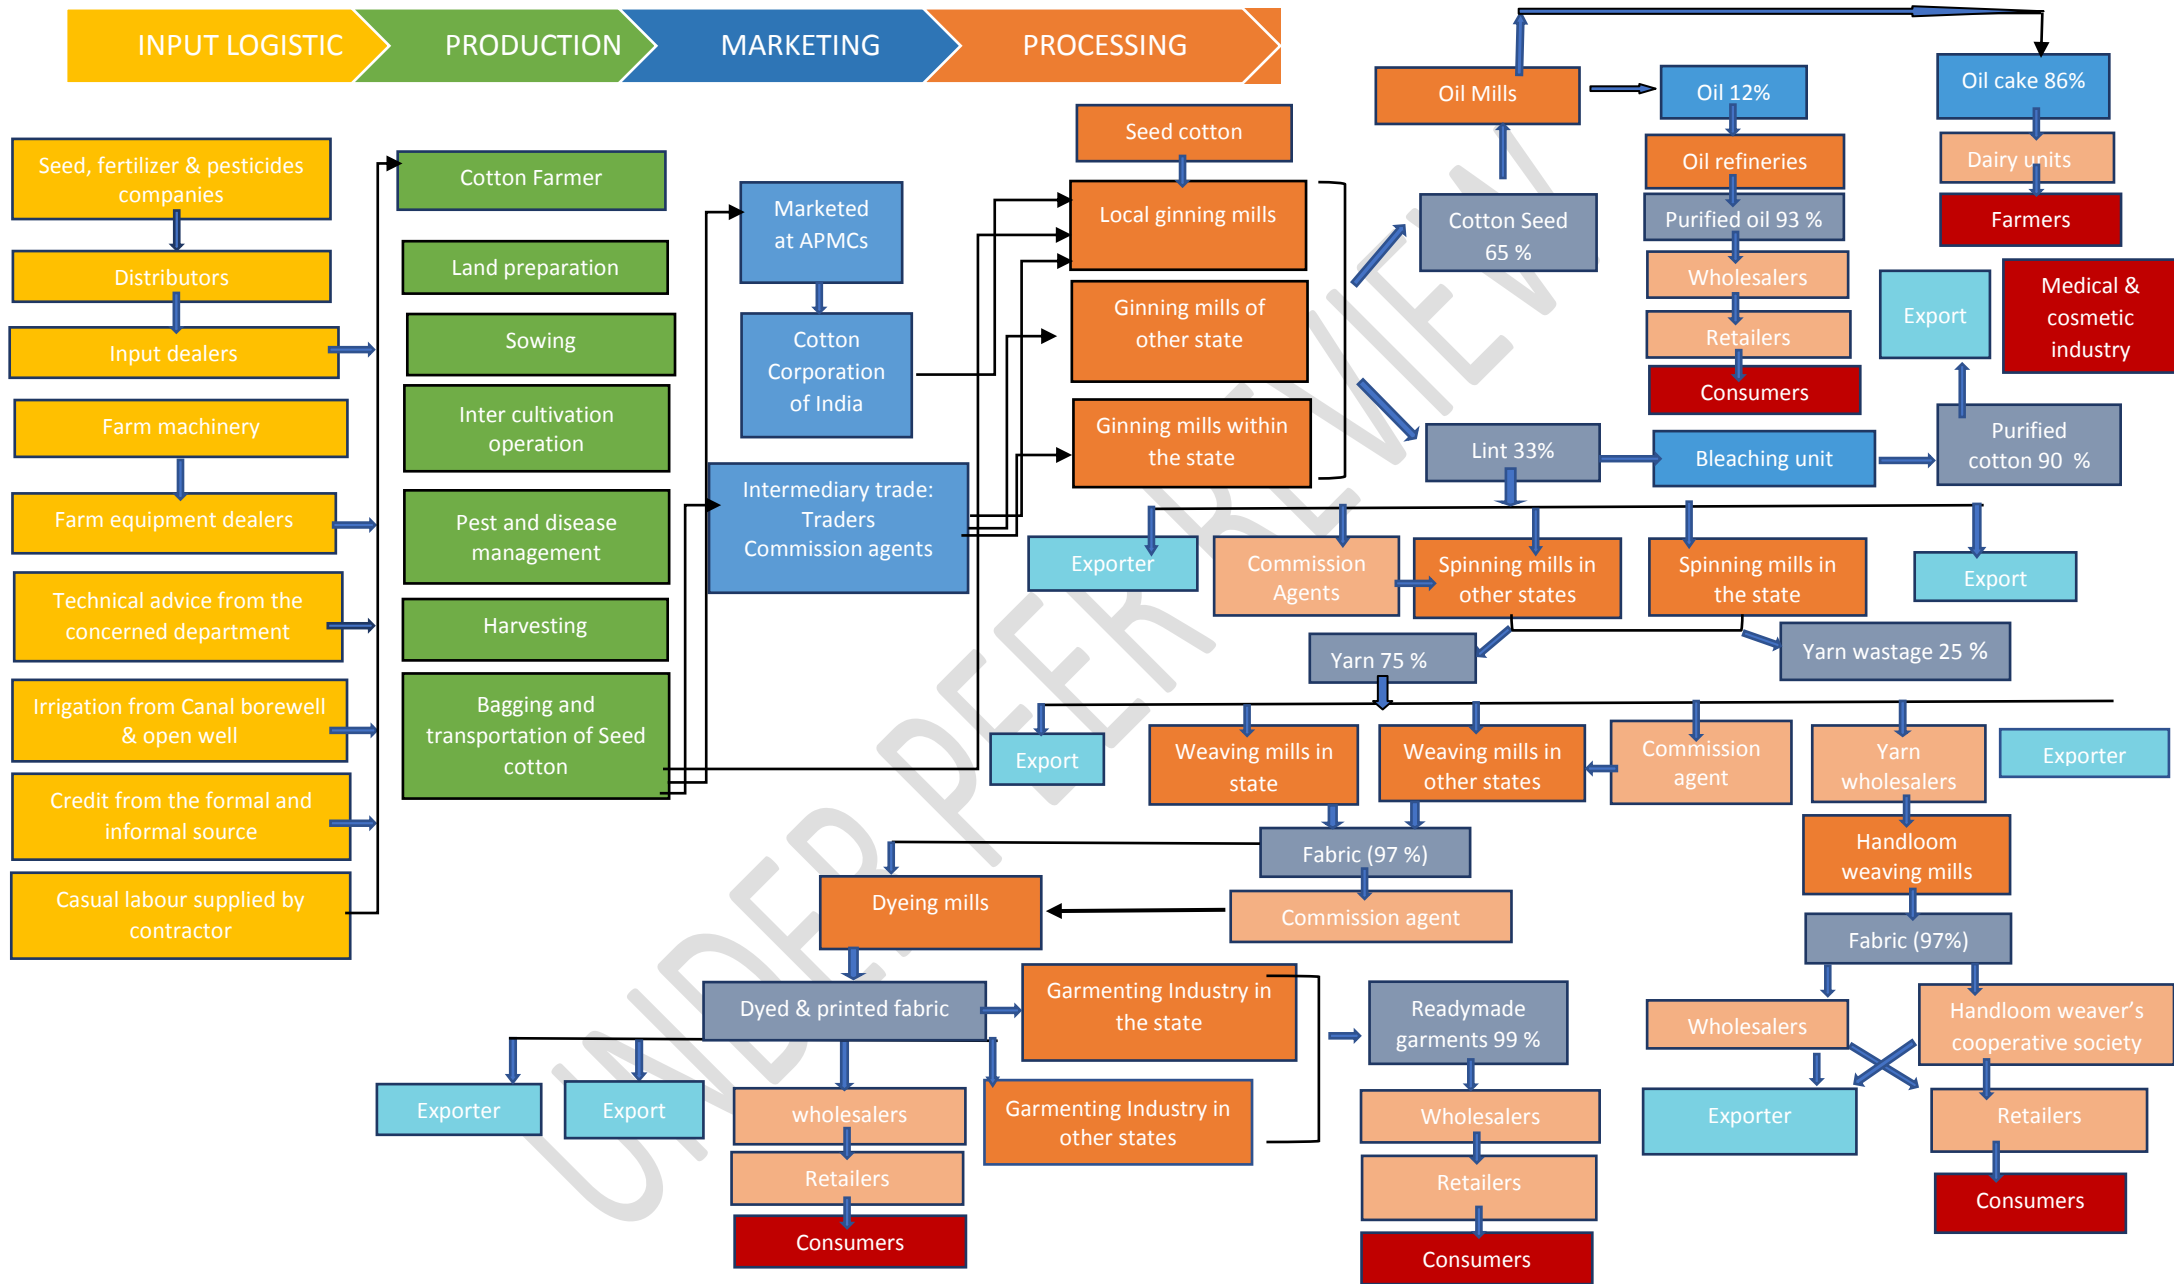 INPUT LOGISTIC
PRODUCTION
MARKETING
PROCESSING
Seed, fertilizer & pesticides
companies
Distributors
Input dealers
Farm machinery
Farm equipment dealers
Technical advice from the
concerned department
Irrigation from Canal borewell
& open well
Credit from the formal and
informal source
Casual labour supplied by
contractor
Cotton Farmer
Land preparation
Sowing
Inter cultivation
operation
Pest and disease
management
Harvesting
Bagging and
transportation of Seed
cotton
Marketed
at APMCs
Cotton
Corporation
of India
Intermediary trade:
Traders
Commission agents
Seed cotton
Local ginning mills
Ginning mills of
other state
Ginning mills within
the state
Oil Mills
Cotton Seed
65 %
Lint 33%
Oil 12%
Oil refineries
Purified oil 93 %
Wholesalers
Retailers
Consumers
Oil cake 86%
Dairy units
Farmers
Export
Medical &
cosmetic
industry
Bleaching unit
Purified
cotton 90  %
Exporter
Commission
Agents
Spinning mills in
other states
Spinning mills in
the state
Export
Yarn 75 %
Yarn wastage 25 %
Export
Weaving mills in
state
Weaving mills in
other states
Commission
agent
Yarn
wholesalers
Exporter
Fabric (97 %)
Commission agent
Dyeing mills
Handloom
weaving mills
Fabric (97%)
Wholesalers
Handloom weaver’s
cooperative society
Exporter
Retailers
Consumers
Dyed & printed fabric
Garmenting Industry in
the state
Garmenting Industry in
other states
Readymade
garments 99 %
Wholesalers
Retailers
Consumers
Exporter
Export
wholesalers
Retailers
Consumers
UNDER PEER REVIEW